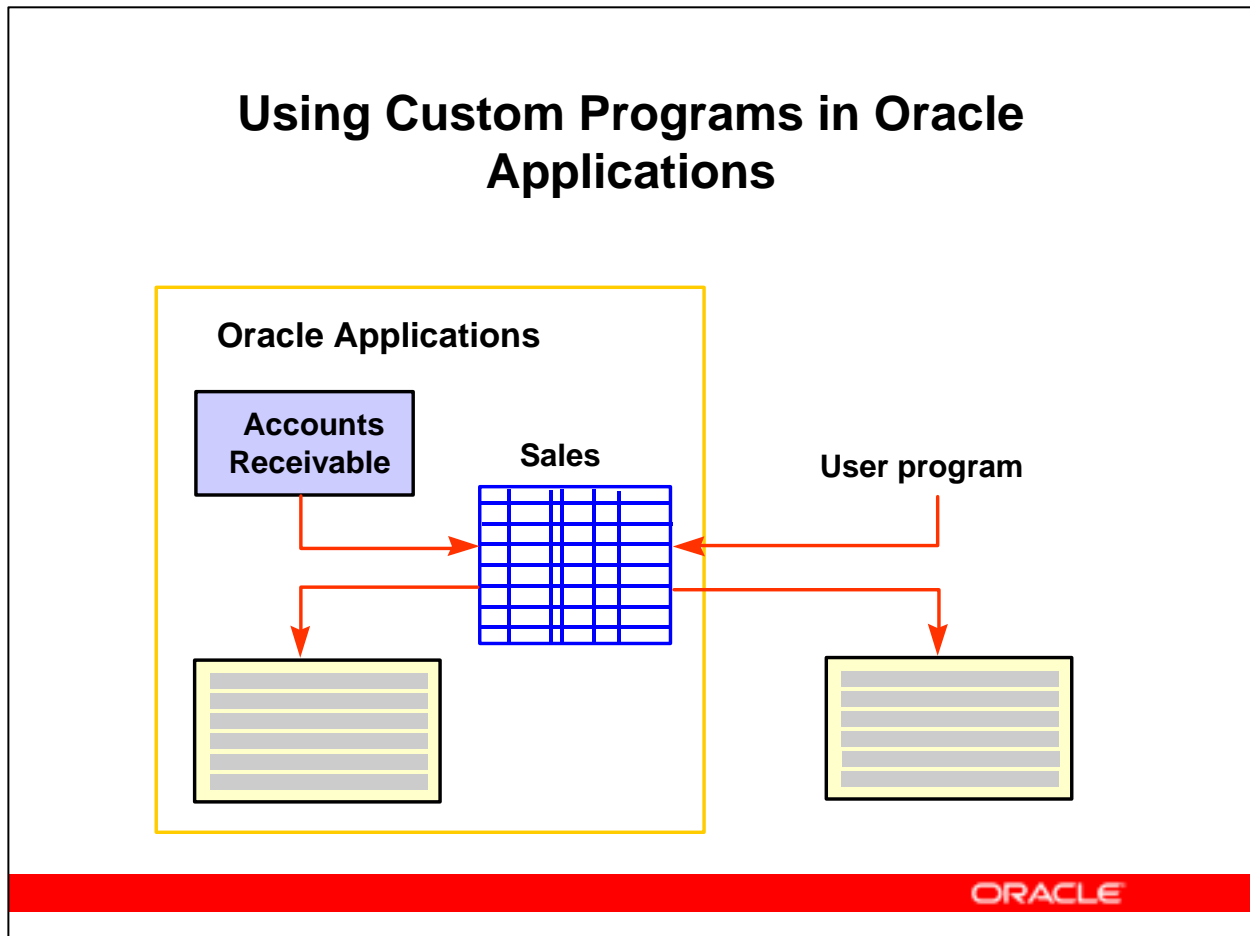 Using Custom Programs in Oracle
Applications
Oracle Applications
Accounts
Receivable
Sales
User program
ORACLE